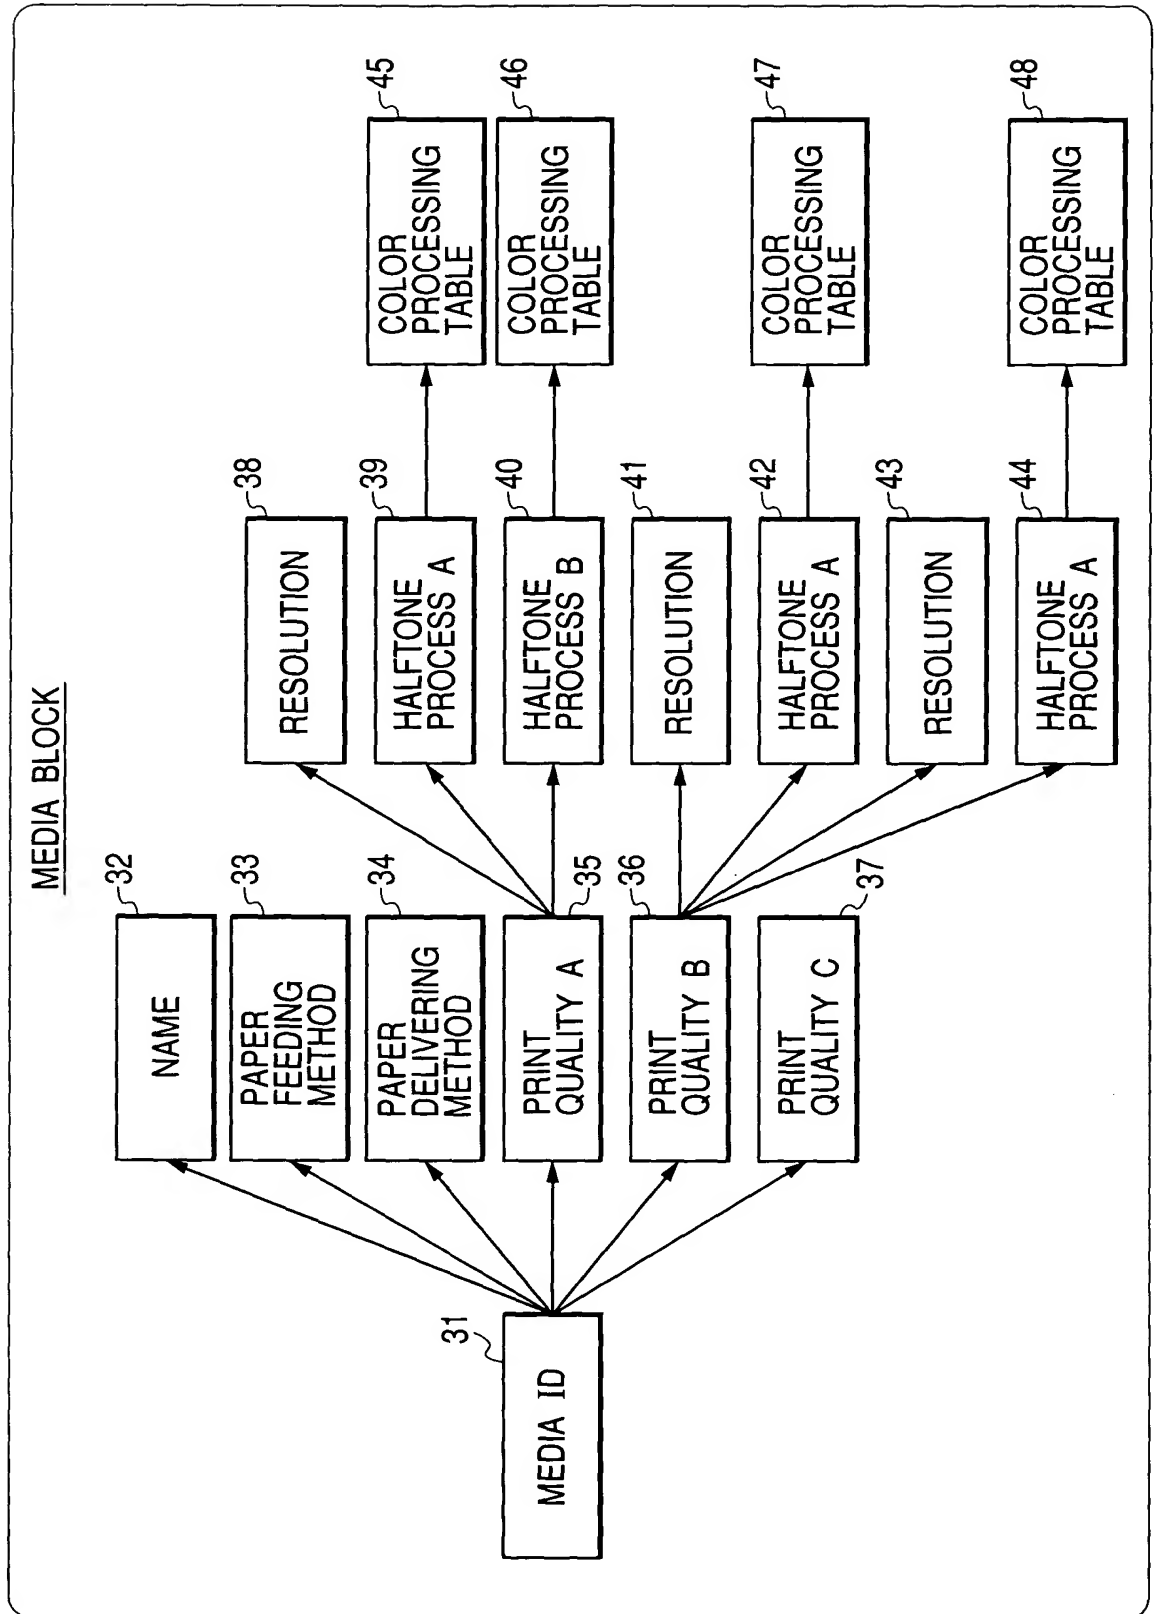 MEDIA BLOCK
31
MEDIA ID
32
NAME
33
PAPER
FEEDING
METHOD
34
PAPER
DELIVERING
METHOD
35
PRINT
QUALITY A
36
PRINT
QUALITY B
37
PRINT
QUALITY C
38
RESOLUTION
39
HALFTONE
PROCESS A
40
HALFTONE
PROCESS B
41
RESOLUTION
42
HALFTONE
PROCESS A
43
RESOLUTION
44
HALFTONE
PROCESS A
45
COLOR
PROCESSING
TABLE
46
COLOR
PROCESSING
TABLE
47
COLOR
PROCESSING
TABLE
48
COLOR
PROCESSING
TABLE